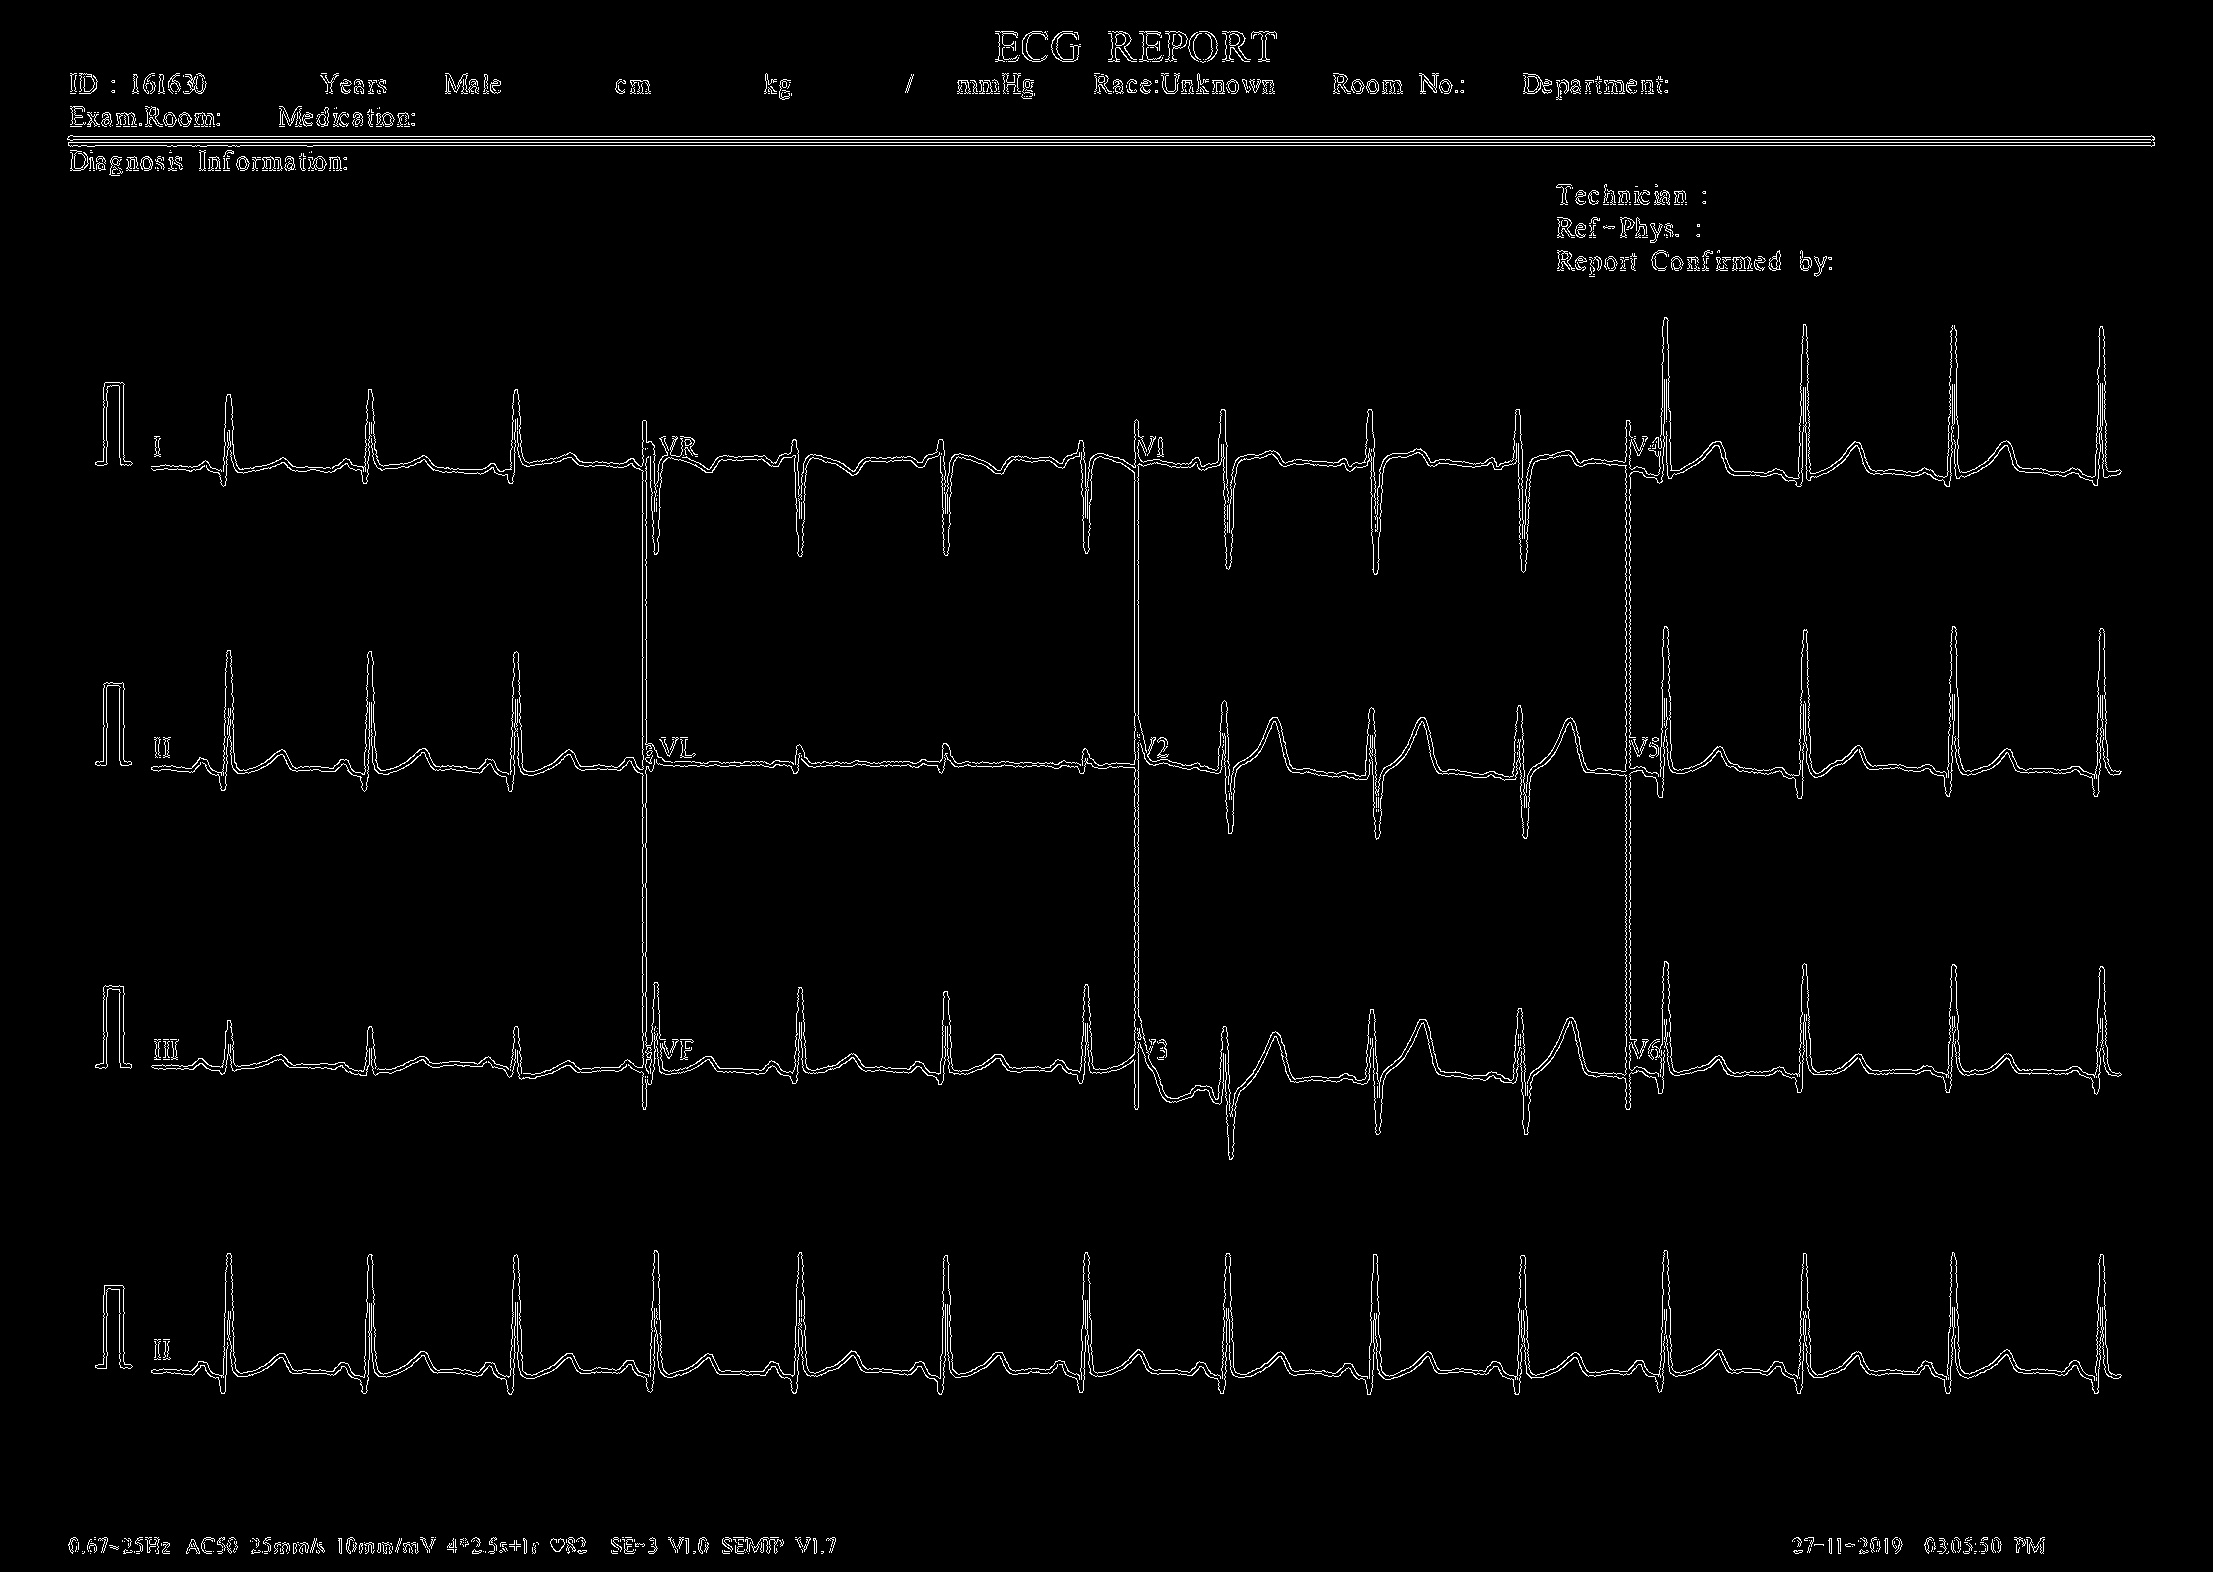 ECG REPORT
ID : 161630 Years Male cm kg / mmHg Race:Unknown Room No.: Department:
Exam.Room: Medication:
Diagnosis Information:
Technician :
Ref-Phys. :
Report Confirmed by:
I VR V1 V4
II VL V2 V5
III VF V3 V6
II
0.67~25Hz AC50 25mm/s 10mm/mV 4*2.5s+1r ♡82 SE-3 V1.0 SEMIP V1.7
27-11-2019 03:05:50 PM